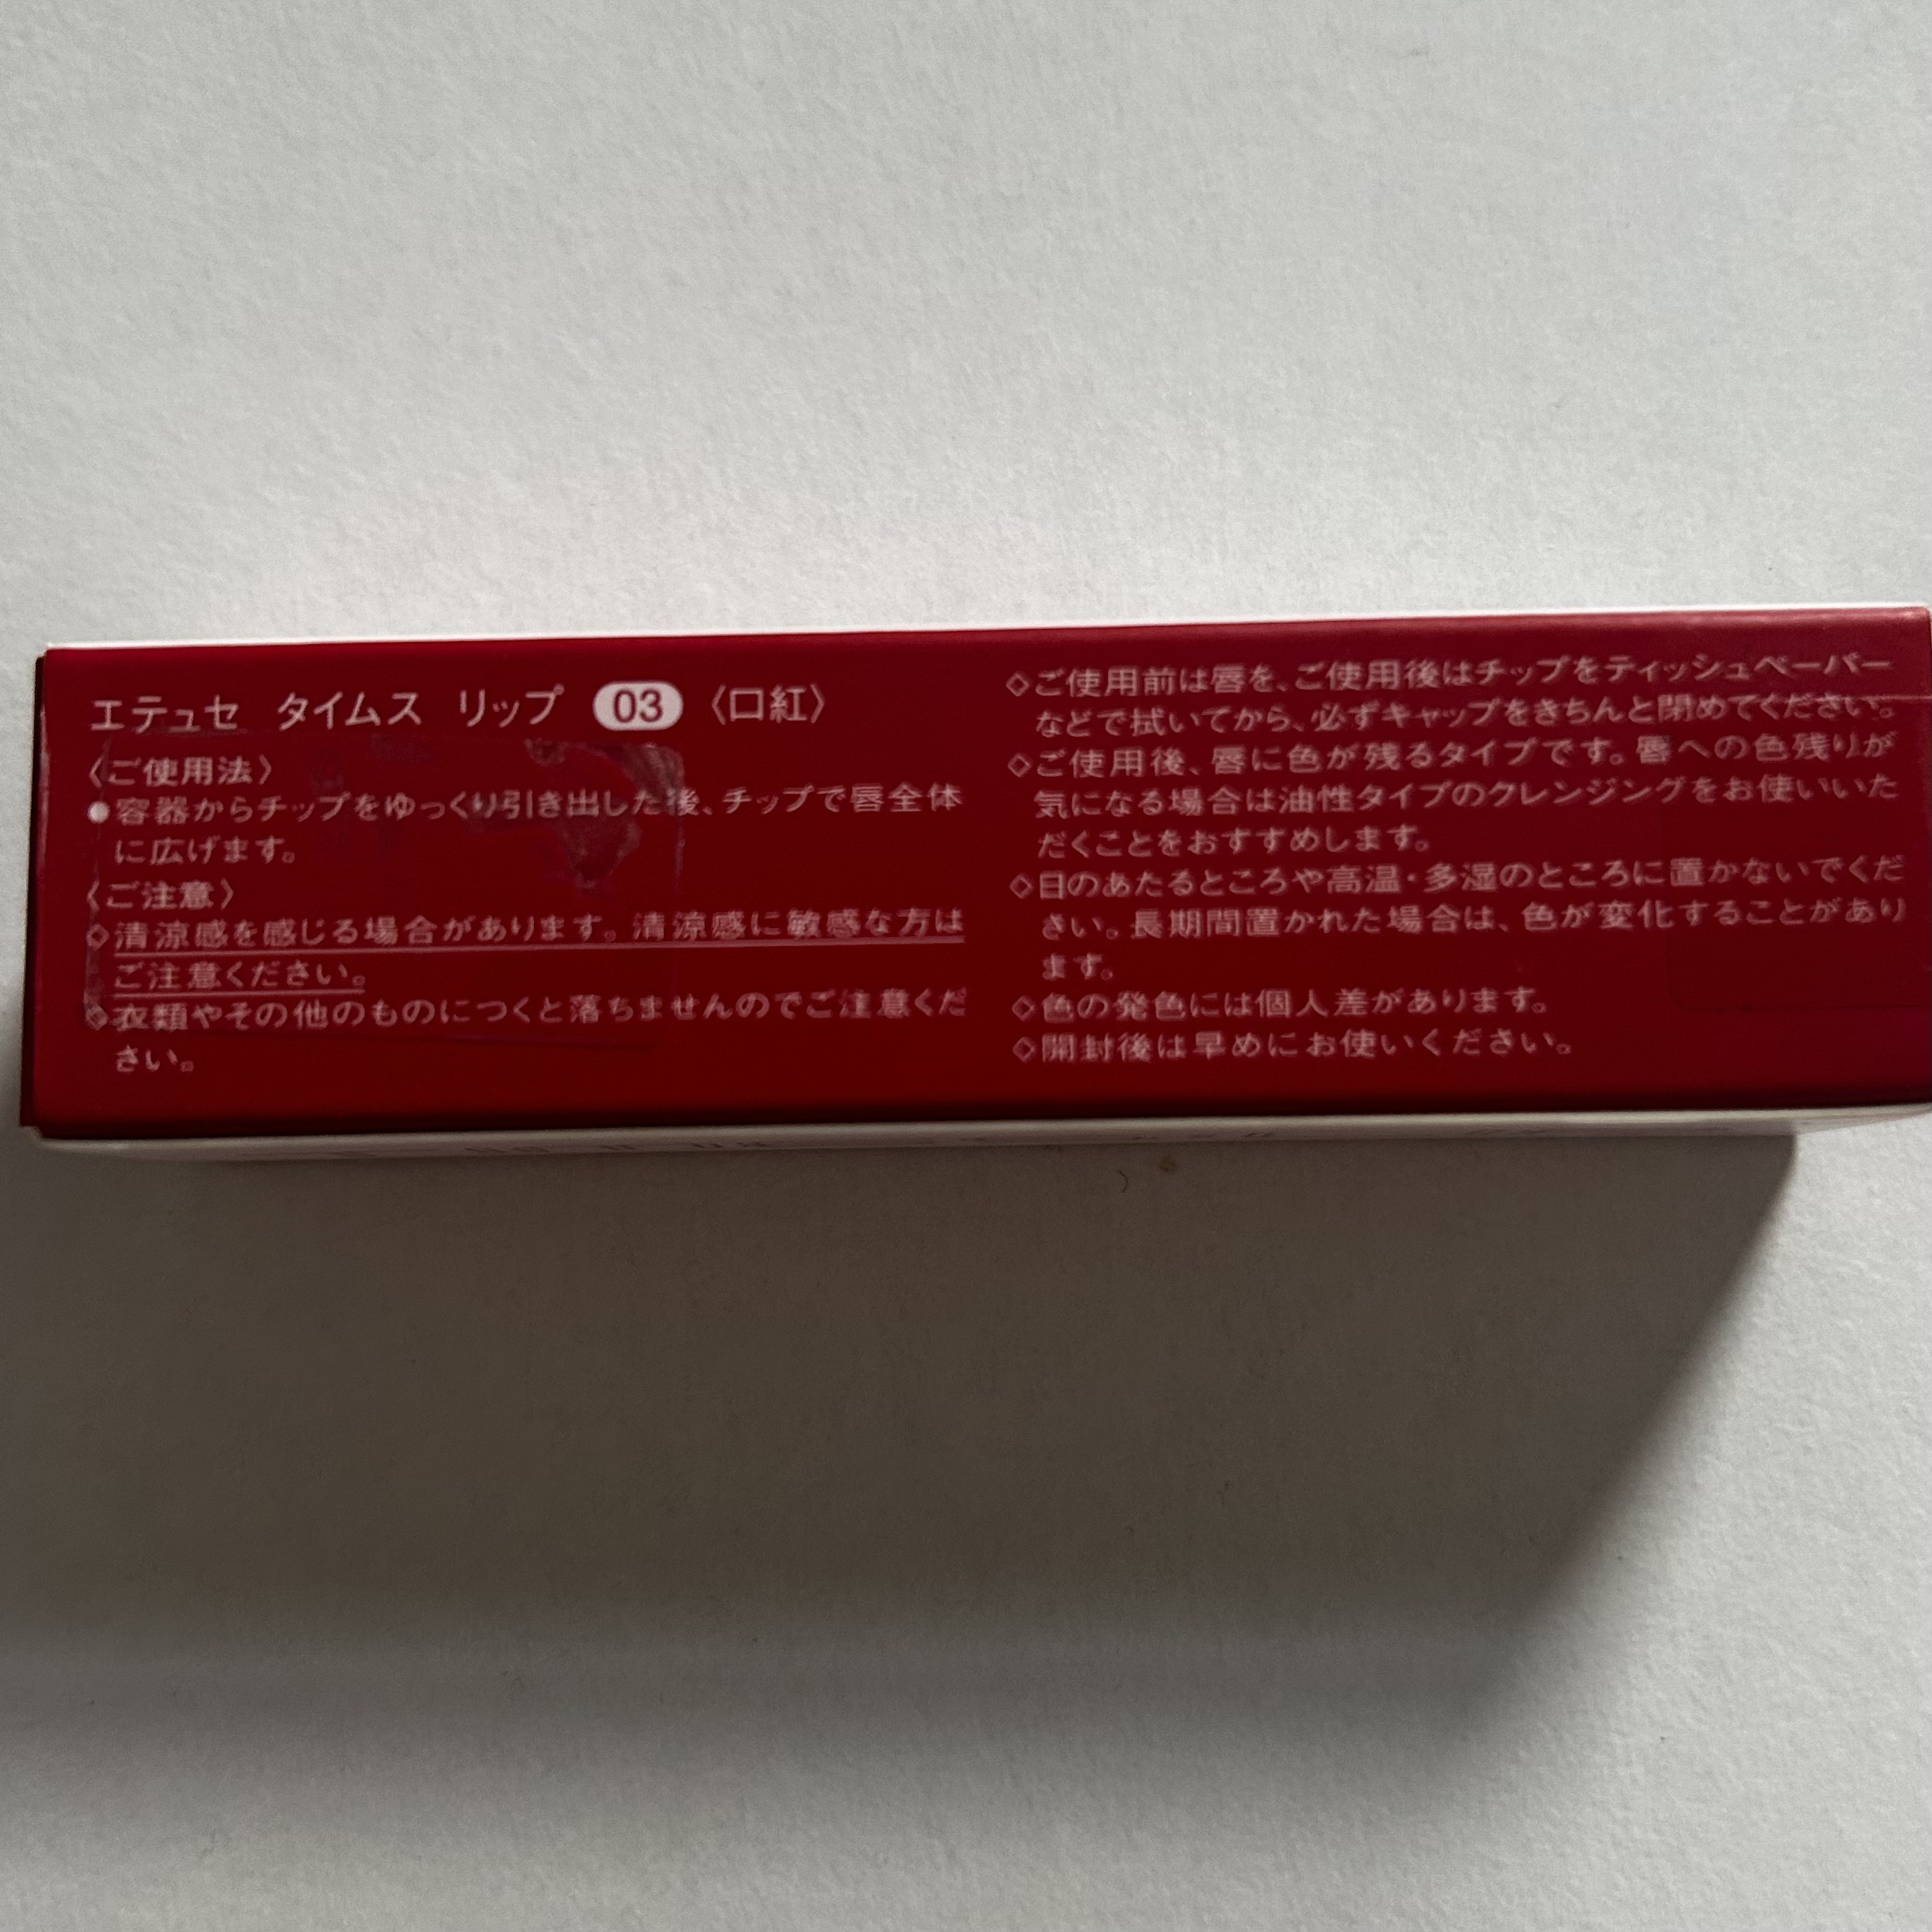 エテュセ タイムス リップ 03 〈口紅〉
〈ご使用法〉
●容器からチップをゆっくり引き出した後、チップで唇全体
に広げます。
〈ご注意〉
◇清涼感を感じる場合があります。清涼感に敏感な方は
ご注意ください。
◇衣類やその他のものにつくと落ちませんのでご注意くだ
さい。
◇ご使用前は唇を、ご使用後はチップをティッシュペーパー
などで拭いてから、必ずキャップをきちんと閉めてください。
◇ご使用後、唇に色が残るタイプです。唇への色残りが
気になる場合は油性タイプのクレンジングをお使いいた
だくことをおすすめします。
◇日のあたるところや高温・多湿のところに置かないでくだ
さい。長期間置かれた場合は、色が変化することがあり
ます。
◇色の発色には個人差があります。
◇開封後は早めにお使いください。